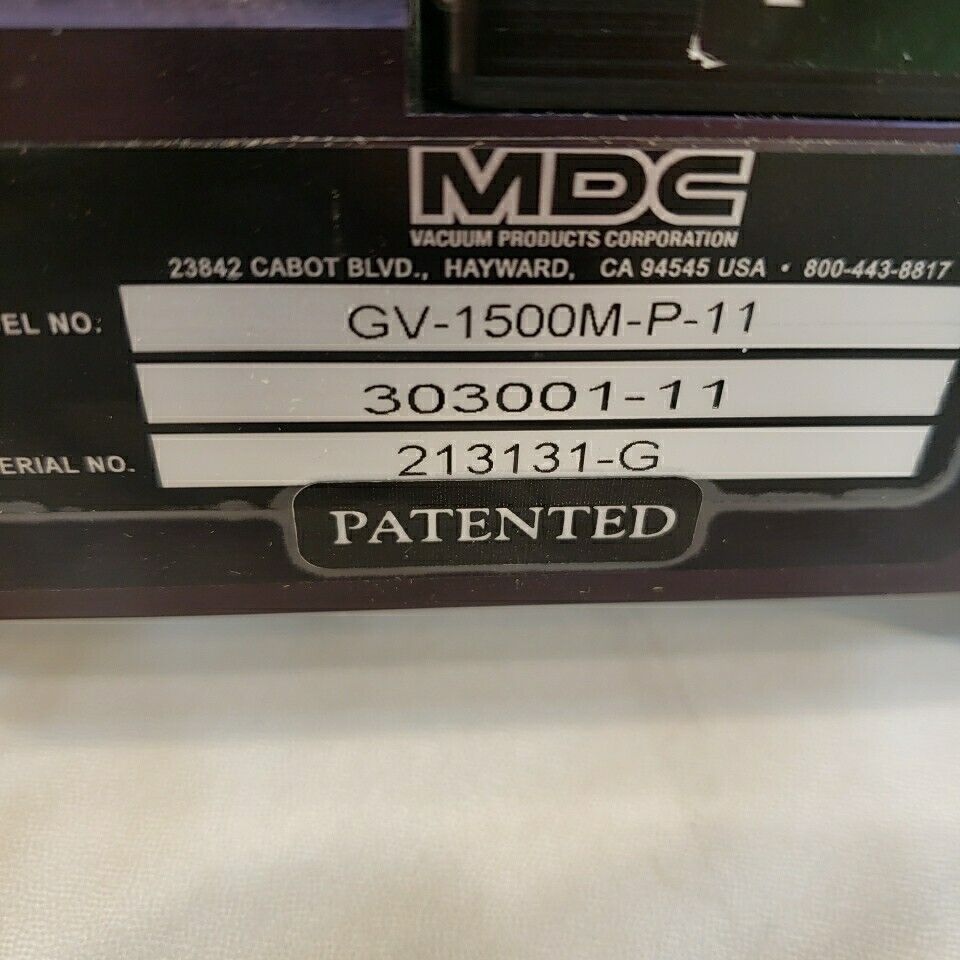 MDC
VACUUM PRODUCTS CORPORATION
23842 CABOT BLVD., HAYWARD, CA 94545 USA • 800-443-8817
EL NO: GV-1500M-P-11
303001-11
ERIAL NO. 213131-G
PATENTED